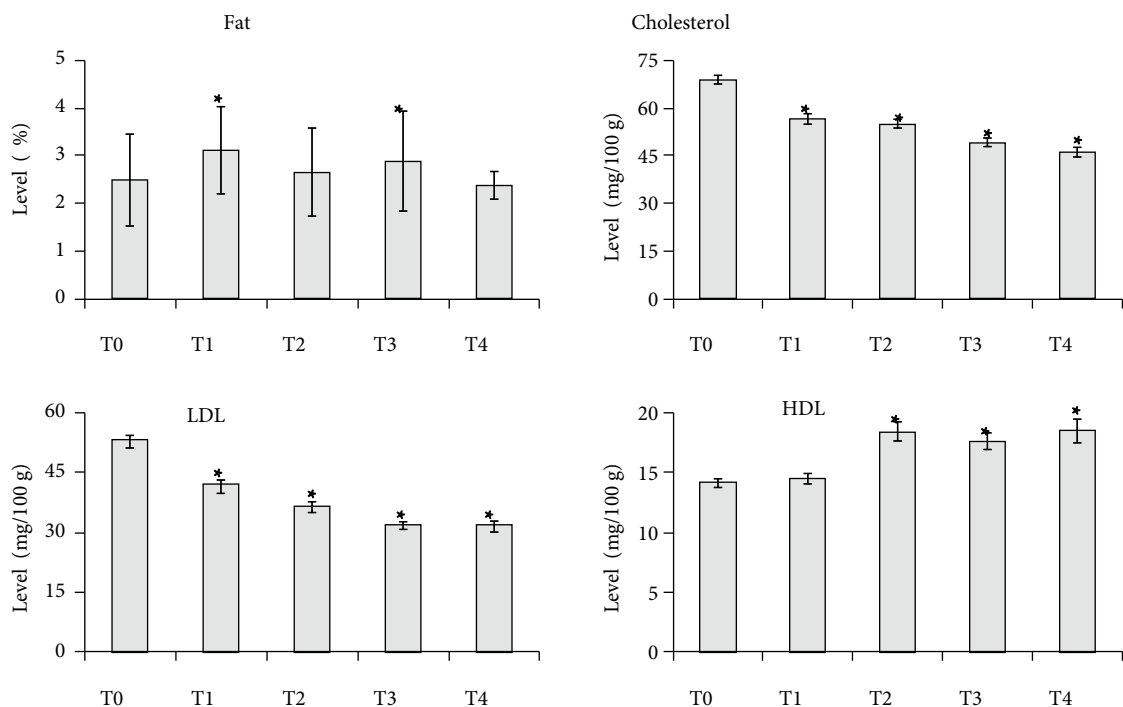 Fat
Level ( %)
5
4
3
2
1
0
* *
T0 T1 T2 T3 T4
Cholesterol
Level (mg/100 g)
75
60
45
30
15
0
* * * *
T0 T1 T2 T3 T4
LDL
Level (mg/100 g)
60
45
30
15
0
* * * *
T0 T1 T2 T3 T4
HDL
Level (mg/100 g)
20
15
10
5
0
* * *
T0 T1 T2 T3 T4